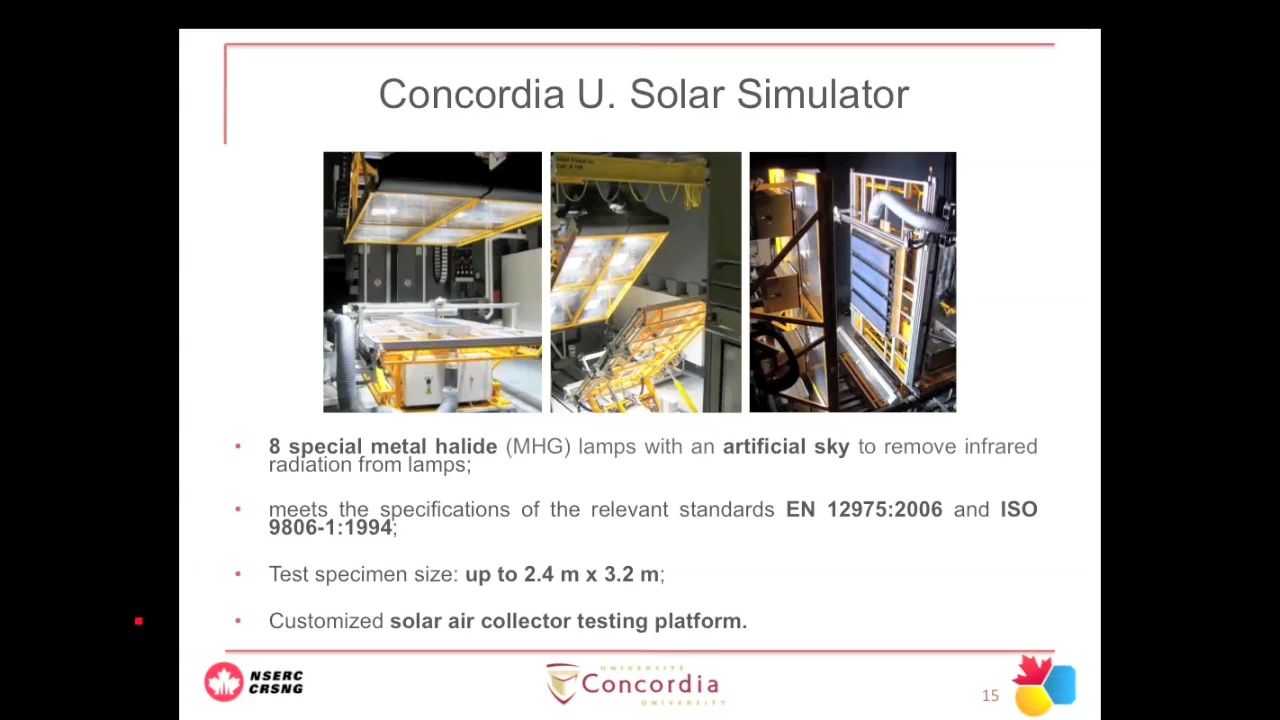 Concordia U. Solar Simulator
• 8 special metal halide (MHG) lamps with an artificial sky to remove infrared
radiation from lamps;
• meets the specifications of the relevant standards EN 12975:2006 and ISO
9806-1:1994;
• Test specimen size: up to 2.4 m x 3.2 m;
• Customized solar air collector testing platform.
NSERC
CRSNG
UNIVERSITÉ
Concordia
UNIVERSITY
15